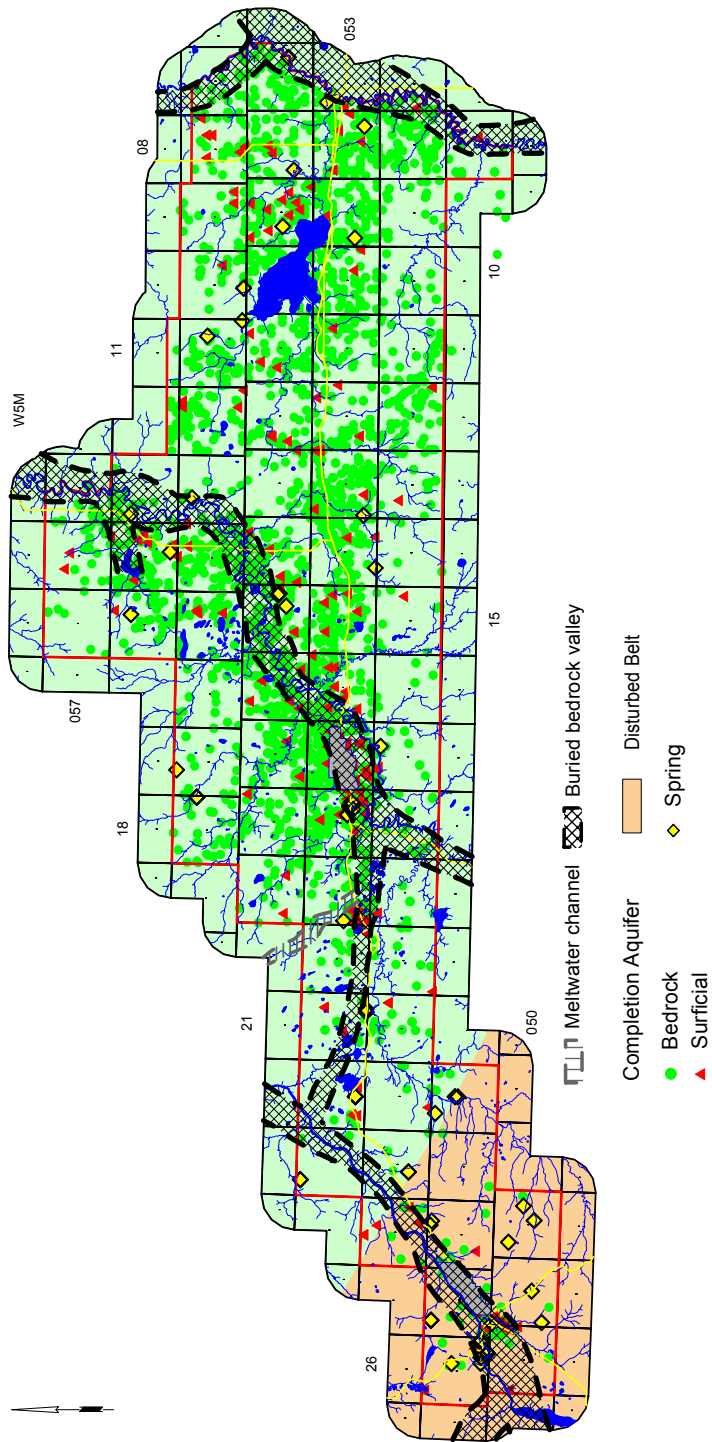 W5M
057
11
08
053
18
21
10
15
26
050
Meltwater channel
Buried bedrock valley
Completion Aquifer
Disturbed Belt
Bedrock
Spring
Surficial